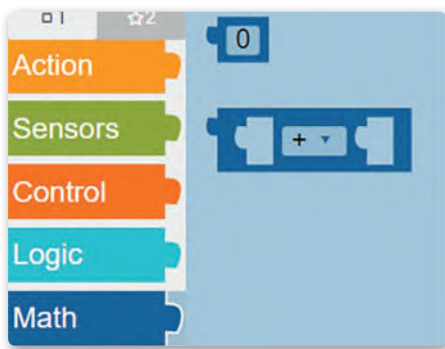 1 ☆2
Action
0
Sensors
+
Control
Logic
Math